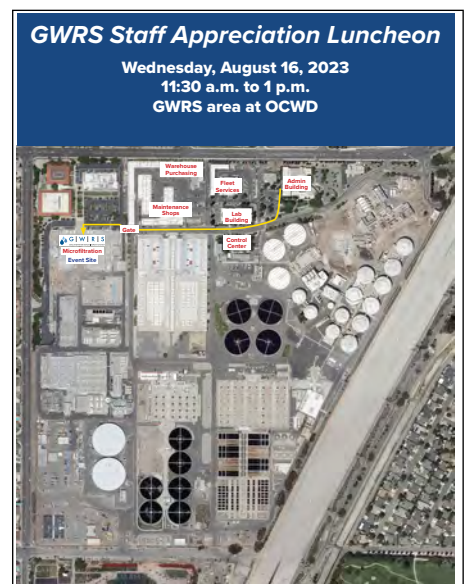 GWRS Staff Appreciation Luncheon
Wednesday, August 16, 2023
11:30 a.m. to 1 p.m.
GWRS area at OCWD
Warehouse
Purchasing
Fleet
Services
Admin
Building
Maintenance
Shops
Lab
Building
Gate
Control
Center
G|W|R|S
Microfiltration
Event Site